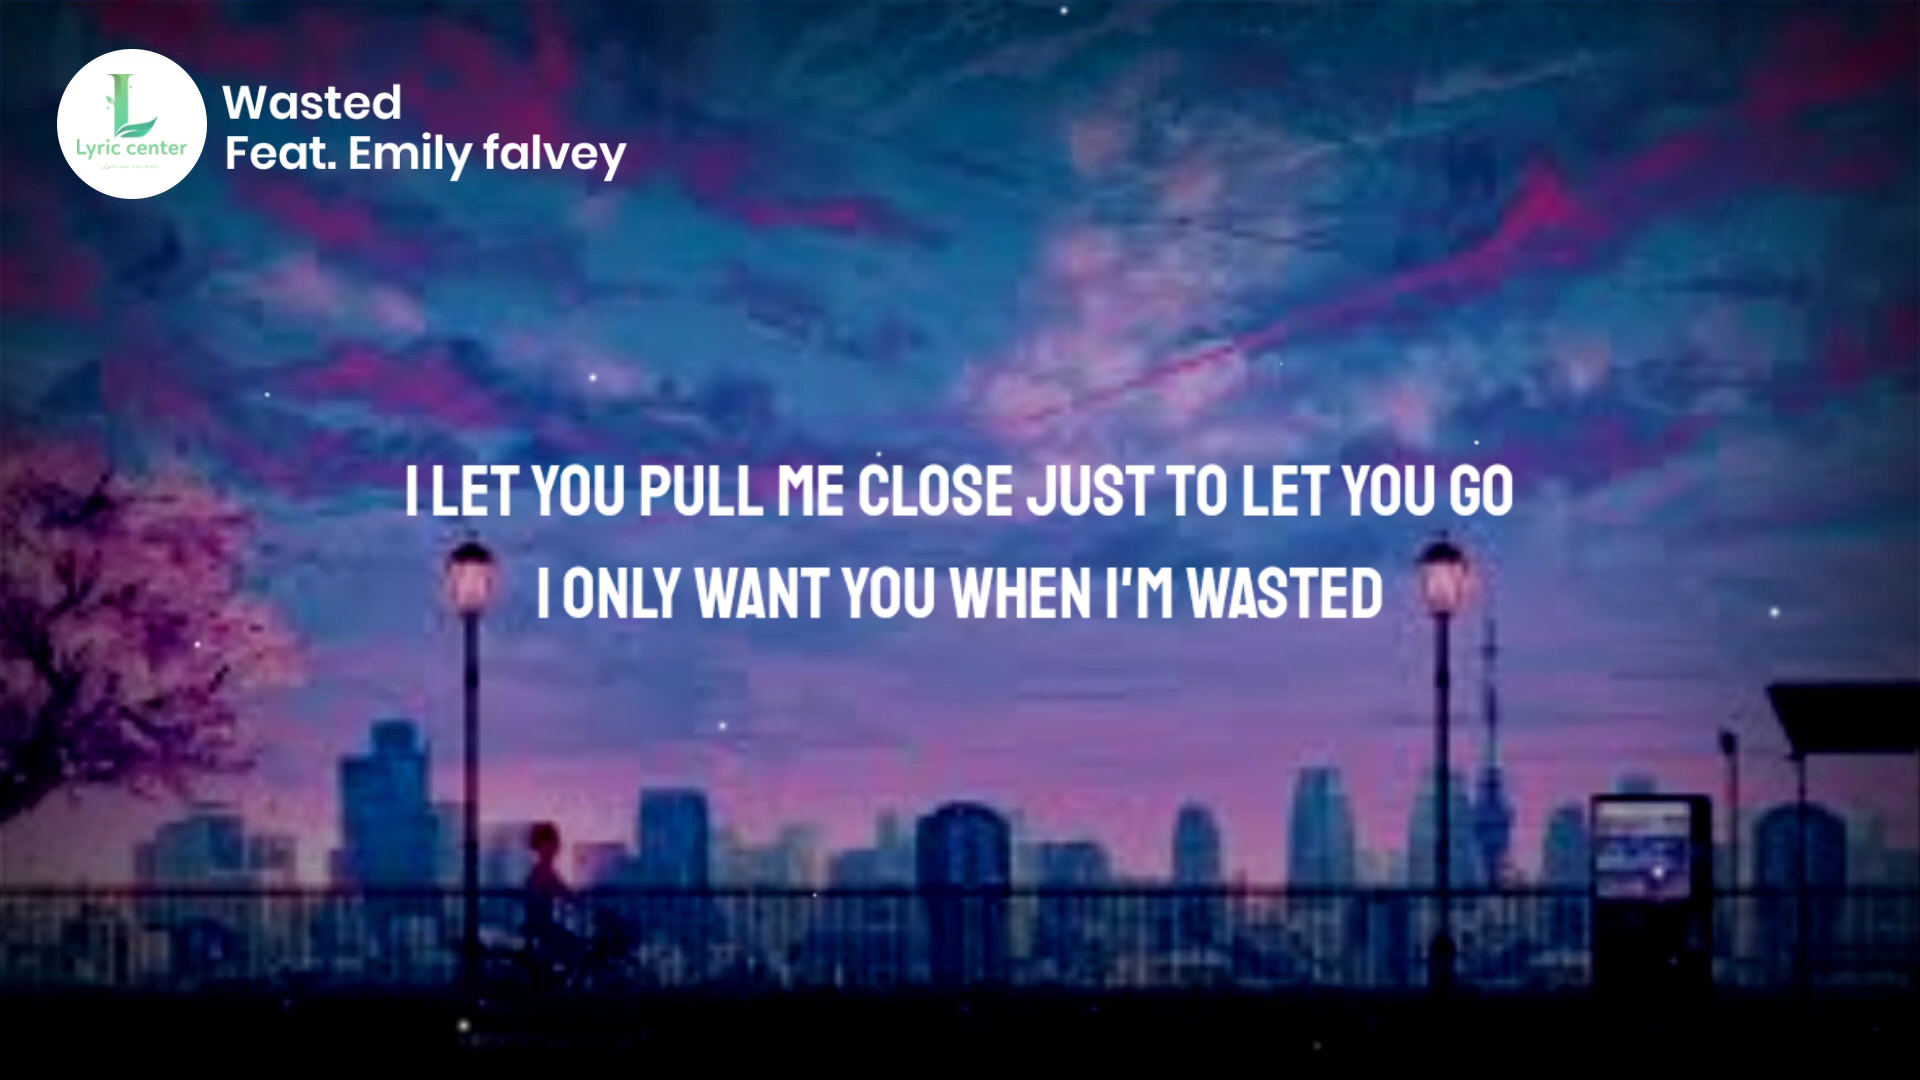 Lyric center
Wasted
Feat. Emily falvey
I LET YOU PULL ME CLOSE JUST TO LET YOU GO
I ONLY WANT YOU WHEN I'M WASTED